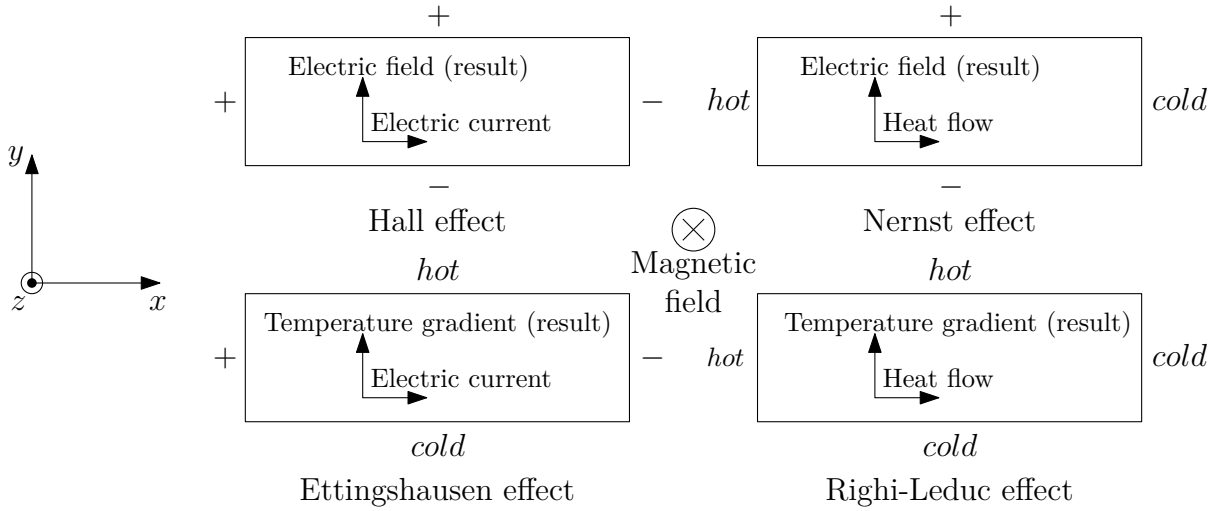 +
Electric field (result)
+
Electric current
−
−
Hall effect
+
Electric field (result)
hot
Heat flow
cold
−
Nernst effect
y
z
x
Magnetic
field
hot
Temperature gradient (result)
+
Electric current
−
cold
Ettingshausen effect
hot
Temperature gradient (result)
hot
Heat flow
cold
cold
Righi-Leduc effect